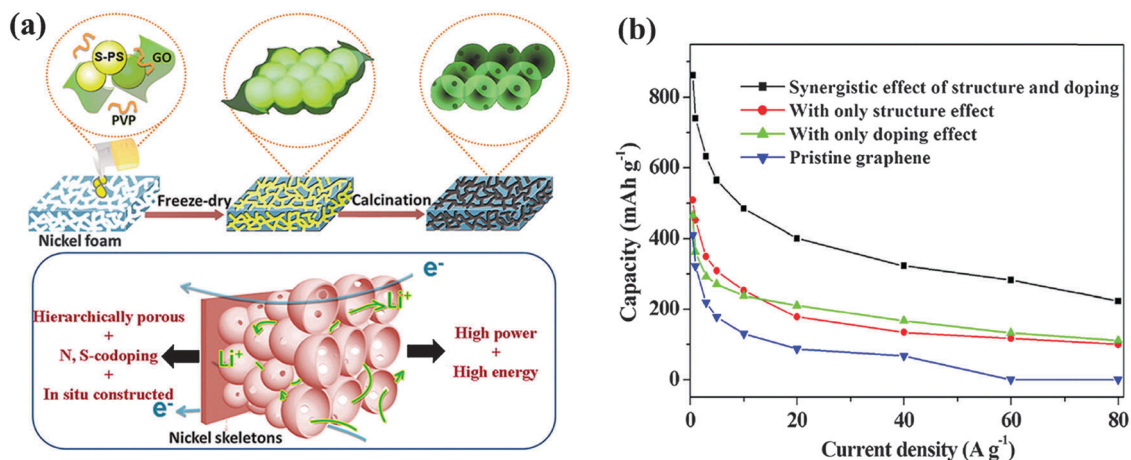 (a)
S-PS
GO
PVP
Freeze-dry
Calcination
Nickel foam
e-
Li+
Hierarchically porous
+
N, S-codoping
+
In situ constructed
Li+
High power
+
High energy
e-
Nickel skeletons
(b)
Capacity (mAh g-1)
800
600
400
200
0
Synergistic effect of structure and doping
With only structure effect
With only doping effect
Pristine graphene
0 20 40 60 80
Current density (A g-1)